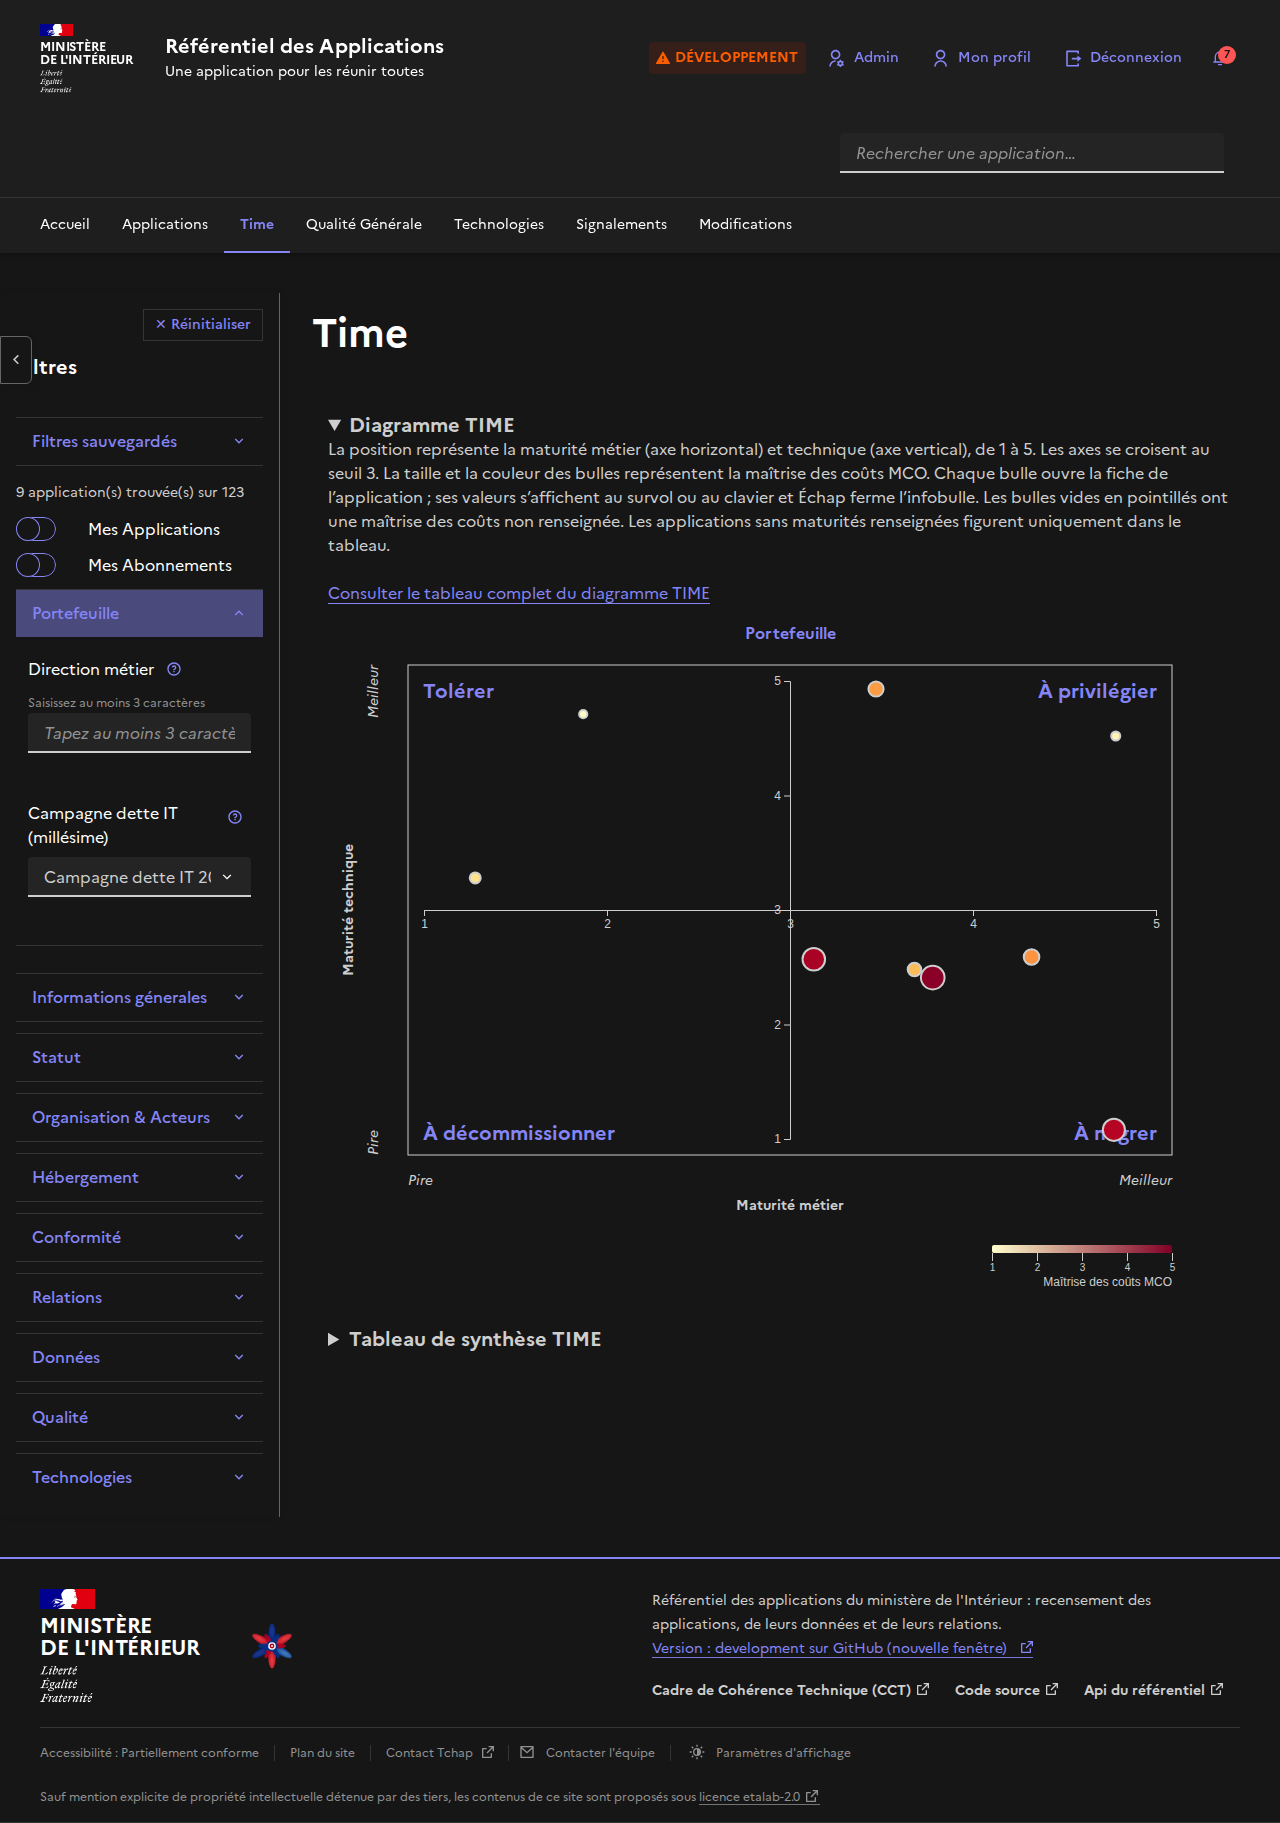 MINISTÈRE
DE L'INTÉRIEUR
Liberté
Égalité
Fraternité
Référentiel des Applications
Une application pour les réunir toutes
DÉVELOPPEMENT
Admin
Mon profil
Déconnexion
7
Rechercher une application...
Accueil
Applications
Time
Qualité Générale
Technologies
Signalements
Modifications
Réinitialiser
ltres
Filtres sauvegardés
9 application(s) trouvée(s) sur 123
Mes Applications
Mes Abonnements
Portefeuille
Direction métier
Saisissez au moins 3 caractères
Tapez au moins 3 caractè
Campagne dette IT
(millésime)
Campagne dette IT 20
Informations génerales
Statut
Organisation & Acteurs
Hébergement
Conformité
Relations
Données
Qualité
Technologies
Time
Diagramme TIME
La position représente la maturité métier (axe horizontal) et technique (axe vertical), de 1 à 5. Les axes se croisent au
seuil 3. La taille et la couleur des bulles représentent la maîtrise des coûts MCO. Chaque bulle ouvre la fiche de
l’application ; ses valeurs s’affichent au survol ou au clavier et Échap ferme l’infobulle. Les bulles vides en pointillés ont
une maîtrise des coûts non renseignée. Les applications sans maturités renseignées figurent uniquement dans le
tableau.
Consulter le tableau complet du diagramme TIME
Portefeuille
Meilleur
Tolérer
5
À privilégier
4
Maturité technique
3
1
2
3
4
5
2
Pire
À décommissionner
1
À m grer
Pire
Meilleur
Maturité métier
1
2
3
4
5
Maîtrise des coûts MCO
Tableau de synthèse TIME
MINISTÈRE
DE L'INTÉRIEUR
Liberté
Égalité
Fraternité
Référentiel des applications du ministère de l'Intérieur : recensement des
applications, de leurs données et de leurs relations.
Version : development sur GitHub (nouvelle fenêtre)
Cadre de Cohérence Technique (CCT)
Code source
Api du référentiel
Accessibilité : Partiellement conforme
Plan du site
Contact Tchap
Contacter l'équipe
Paramètres d'affichage
Sauf mention explicite de propriété intellectuelle détenue par des tiers, les contenus de ce site sont proposés sous licence etalab-2.0